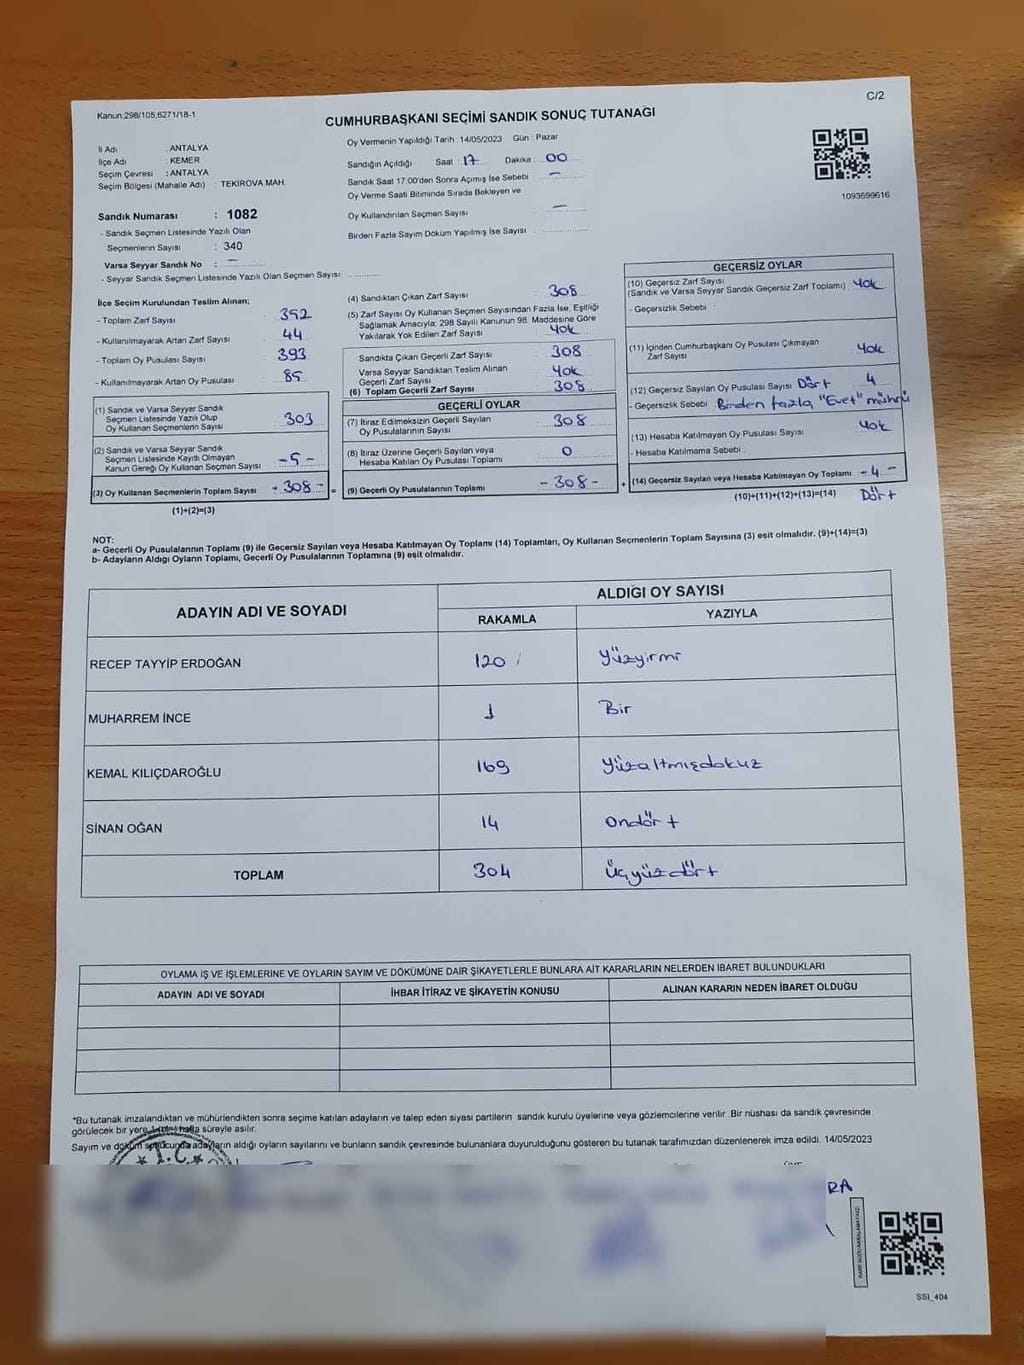 Kanun 298/105,6271/18-1
C/2
CUMHURBAŞKANI SEÇİMİ SANDIK SONUÇ TUTANAĞI
İl Adı : ANTALYA
İlçe Adı : KEMER
Seçim Çevresi : ANTALYA
Seçim Bölgesi (Mahalle Adı) : TEKİROVA MAH.
Sandık Numarası : 1082
- Sandık Seçmen Listesinde Yazılı Olan
Seçmenlerin Sayısı : 340
Varsa Seyyar Sandık No : –
- Seyyar Sandık Seçmen Listesinde Yazılı Olan Seçmen Sayısı:
Oy Vermenin Yapıldığı Tarih :14/05/2023 Gün : Pazar
Sandığın Açıldığı Saat : 17 Dakika : 00
Sandık Saat 17:00'den Sonra Açılmış İse Sebebi –
Oy Verme Saati Bitiminde Sırada Bekleyen ve
Oy Kullandırılan Seçmen Sayısı –
Birden Fazla Sayım Döküm Yapılmış İse Sayısı :
1093699616
İlçe Seçim Kurulundan Teslim Alınan;
- Toplam Zarf Sayısı : 352
- Kullanılmayarak Artan Zarf Sayısı : 44
- Toplam Oy Pusulası Sayısı : 393
- Kullanılmayarak Artan Oy Pusulası : 85
(1) Sandık ve Varsa Seyyar Sandık
Seçmen Listesinde Yazılı Olup
Oy Kullanan Seçmenlerin Sayısı : 303
(2) Sandık ve Varsa Seyyar Sandık
Seçmen Listesinde Kayıtlı Olmayan
Kanun Gereği Oy Kullanan Seçmen Sayısı -5-
(3) Oy Kullanan Seçmenlerin Toplam Sayısı -308-
(1)+(2)=(3)
(4) Sandıktan Çıkan Zarf Sayısı : 308
(5) Zarf Sayısı Oy Kullanan Seçmen Sayısından Fazla İse, Eşitliği
Sağlamak Amacıyla; 298 Sayılı Kanunun 98. Maddesine Göre
Yakılarak Yok Edilen Zarf Sayısı : Yok
Sandıkta Çıkan Geçerli Zarf Sayısı : 308
Varsa Seyyar Sandıktan Teslim Alınan
Geçerli Zarf Sayısı : Yok
(6) Toplam Geçerli Zarf Sayısı : 308
GEÇERLİ OYLAR
(7) İtiraz Edilmeksizin Geçerli Sayılan
Oy Pusulalarının Sayısı : 308
(8) İtiraz Üzerine Geçerli Sayılan veya
Hesaba Katılan Oy Pusulası Toplamı : 0
(9) Geçerli Oy Pusulalarının Toplamı -308-
GEÇERSİZ OYLAR
(10) Geçersiz Zarf Sayısı
(Sandık ve Varsa Seyyar Sandık Geçersiz Zarf Toplamı) : Yok
- Geçersizlik Sebebi :
(11) İçinden Cumhurbaşkanı Oy Pusulası Çıkmayan
Zarf Sayısı : Yok
(12) Geçersiz Sayılan Oy Pusulası Sayısı Dört : 4
- Geçersizlik Sebebi : Birden fazla "Evet" mührü
(13) Hesaba Katılmayan Oy Pusulası Sayısı : Yok
- Hesaba Katılmama Sebebi :
(14) Geçersiz Sayılan veya Hesaba Katılmayan Oy Toplamı -4-
(10)+(11)+(12)+(13)=(14) Dört
NOT:
a- Geçerli Oy Pusulalarının Toplamı (9) ile Geçersiz Sayılan veya Hesaba Katılmayan Oy Toplamı (14) Toplamları, Oy Kullanan Seçmenlerin Toplam Sayısına (3) eşit olmalıdır. (9)+(14)=(3)
b- Adayların Aldığı Oyların Toplamı, Geçerli Oy Pusulalarının Toplamına (9) eşit olmalıdır.
ADAYIN ADI VE SOYADI
ALDIĞI OY SAYISI
RAKAMLA YAZIYLA
RECEP TAYYİP ERDOĞAN 120 Yüzyirmi
MUHARREM İNCE 1 Bir
KEMAL KILIÇDAROĞLU 169 Yüzaltmışdokuz
SİNAN OĞAN 14 Ondört
TOPLAM 304 Üçyüzdört
OYLAMA İŞ VE İŞLEMLERİNE VE OYLARIN SAYIM VE DÖKÜMÜNE DAİR ŞİKAYETLERLE BUNLARA AİT KARARLARIN NELERDEN İBARET BULUNDUKLARI
ADAYIN ADI VE SOYADI İHBAR İTİRAZ VE ŞİKAYETİN KONUSU ALINAN KARARIN NEDEN İBARET OLDUĞU
*Bu tutanak imzalandıktan ve mühürlendikten sonra seçime katılan adayların ve talep eden siyasi partilerin sandık kurulu üyelerine veya gözlemcilerine verilir. Bir nüshası da sandık çevresinde
görülecek bir yere 1 (bir) hafta süreyle asılır.
Sayım ve döküm sonucunda adayların aldığı oyların sayılarını ve bunların sandık çevresinde bulunanlara duyurulduğunu gösteren bu tutanak tarafımızdan düzenlenerek imza edildi. 14/05/2023
T.C.
RA
SSİ_404